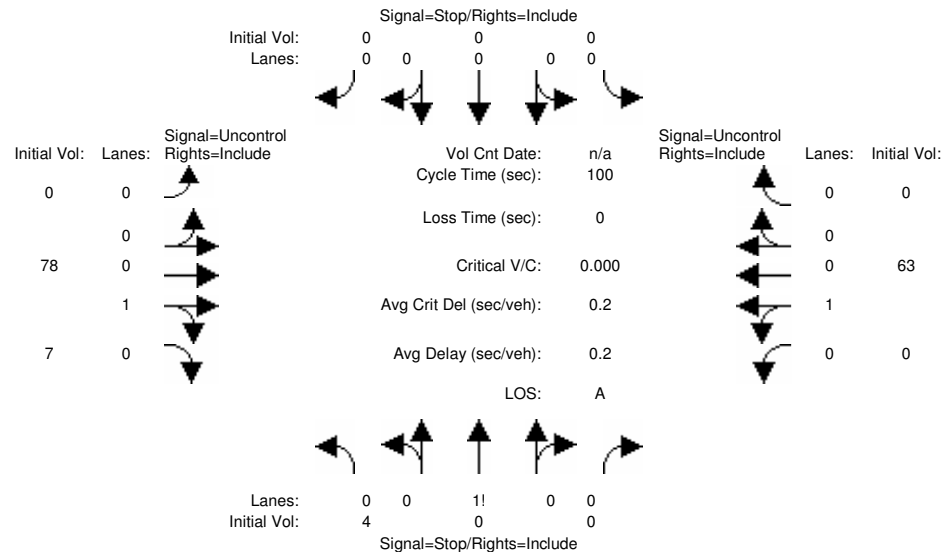 Signal=Stop/Rights=Include
Initial Vol: 0 0 0
Lanes: 0 0 0 0 0
Signal=Uncontrol Signal=Uncontrol
Initial Vol: Lanes: Rights=Include Vol Cnt Date: n/a Rights=Include Lanes: Initial Vol:
Cycle Time (sec): 100
0 0 0 0
Loss Time (sec): 0
0 0
78 0 Critical V/C: 0.000 0 63
1 Avg Crit Del (sec/veh): 0.2 1
7 0 Avg Delay (sec/veh): 0.2 0 0
LOS: A
Lanes: 0 0 1! 0 0
Initial Vol: 4 0 0
Signal=Stop/Rights=Include